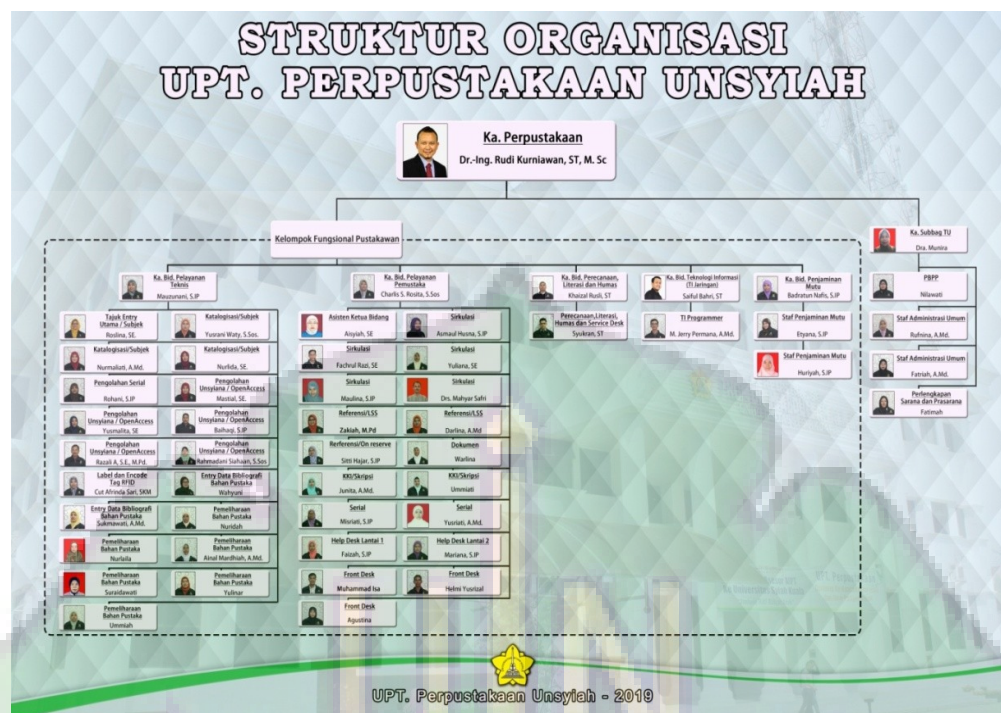 STRUKTUR ORGANISASI
UPT. PERPUSTAKAAN UNSYIAH
Ka. Perpustakaan
Dr.-Ing. Rudi Kurniawan, ST, M. Sc
Kelompok Fungsional Pustakawan
Ka. Subbag TU
Dra. Munira
Ka. Bid. Pelayanan
Teknis
Mauzunani, S.IP
Ka. Bid. Pelayanan
Pemustaka
Charlis S. Rosita, S.Sos
Ka. Bid. Perecanaan,
Literasi dan Humas
Khaizal Rusli, ST
Ka. Bid. Teknologi Informasi
(TI Jaringan)
Saiful Bahri, ST
Ka. Bid. Penjaminan
Mutu
Badratun Nafis, S.IP
PBPP
Nilawati
Tajuk Entry
Utama / Subjek
Roslina, SE.
Katalogisasi/Subjek
Yusrani Waty, S.Sos.
Katalogisasi/Subjek
Nurmaliati, A.Md.
Katalogisasi/Subjek
Nurlida, SE.
Pengolahan Serial
Rohani, S.IP
Pengolahan
Unsyiana / OpenAccess
Mastial, SE.
Pengolahan
Unsyiana / OpenAccess
Yusmalita, SE
Pengolahan
Unsyiana / OpenAccess
Baihaqi, S.IP
Pengolahan
Unsyiana / OpenAccess
Razali A, S.E., M.Pd.
Pengolahan
Unsyiana / OpenAccess
Rahmadani Siahaan, S.Sos
Label dan Encode
Tag RFID
Cut Afrinda Sari, SKM
Entry Data Bibliografi
Bahan Pustaka
Wahyuni
Entry Data Bibliografi
Bahan Pustaka
Sukmawati, A.Md.
Pemeliharaan
Bahan Pustaka
Nuridah
Pemeliharaan
Bahan Pustaka
Nurlaila
Pemeliharaan
Bahan Pustaka
Ainal Mardhiah, A.Md.
Pemeliharaan
Bahan Pustaka
Suraidawati
Pemeliharaan
Bahan Pustaka
Yulinar
Pemeliharaan
Bahan Pustaka
Ummiah
Asisten Ketua Bidang
Aisyiah, SE
Sirkulasi
Asmaul Husna, S.IP
Sirkulasi
Fachrul Razi, SE
Sirkulasi
Yuliana, SE
Sirkulasi
Maulina, S.IP
Sirkulasi
Drs. Mahyar Safri
Referensi/LSS
Zakiah, M.Pd
Referensi/LSS
Darlina, A.Md
Rerferensi/On reserve
Sitti Hajar, S.IP
Dokumen
Warlina
KKI/Skripsi
Junita, A.Md.
KKI/Skripsi
Ummiati
Serial
Misriati, S.IP
Serial
Yusriati, A.Md.
Help Desk Lantai 1
Faizah, S.IP
Help Desk Lantai 2
Mariana, S.IP
Front Desk
Muhammad Isa
Front Desk
Helmi Yusrizal
Front Desk
Agustina
Perecanaan,Literasi,
Humas dan Service Desk
Syukran, ST
TI Programmer
M. Jerry Permana, A.Md.
Staf Penjaminan Mutu
Etyana, S.IP
Staf Penjaminan Mutu
Huriyah, S.IP
Staf Administrasi Umum
Rufnina, A.Md.
Staf Administrasi Umum
Fatriah, A.Md.
Perlengkapan
Sarana dan Prasarana
Fatimah
UPT. Perpustakaan Unsyiah - 2019